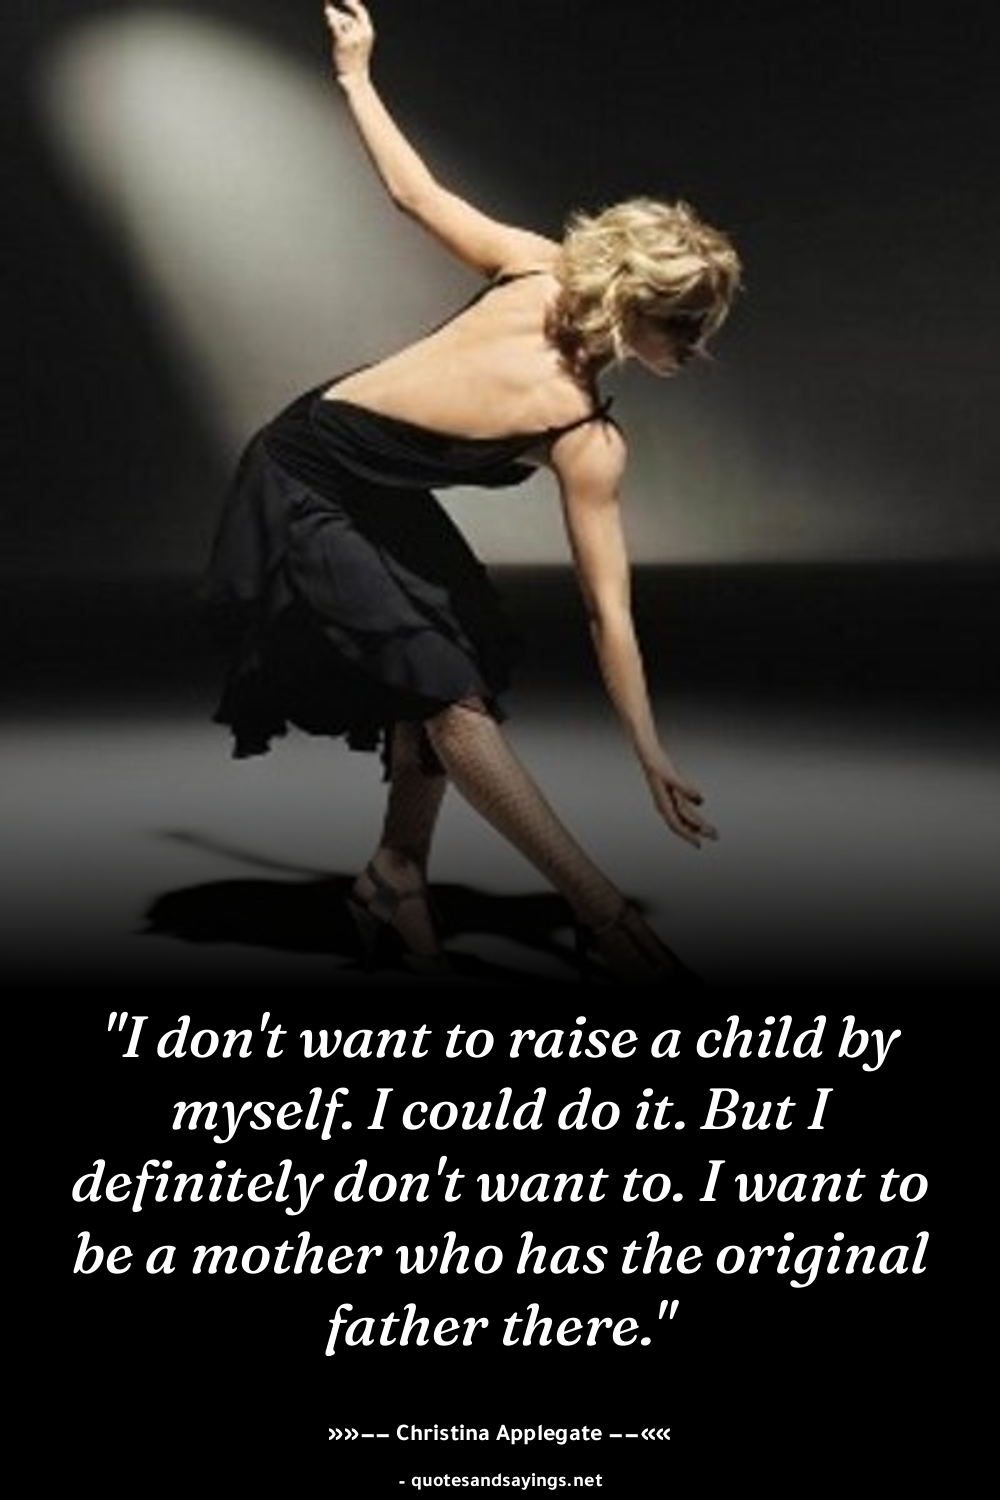 "I don't want to raise a child by
myself. I could do it. But I
definitely don't want to. I want to
be a mother who has the original
father there."
»»−− Christina Applegate −−««
- quotesandsayings.net